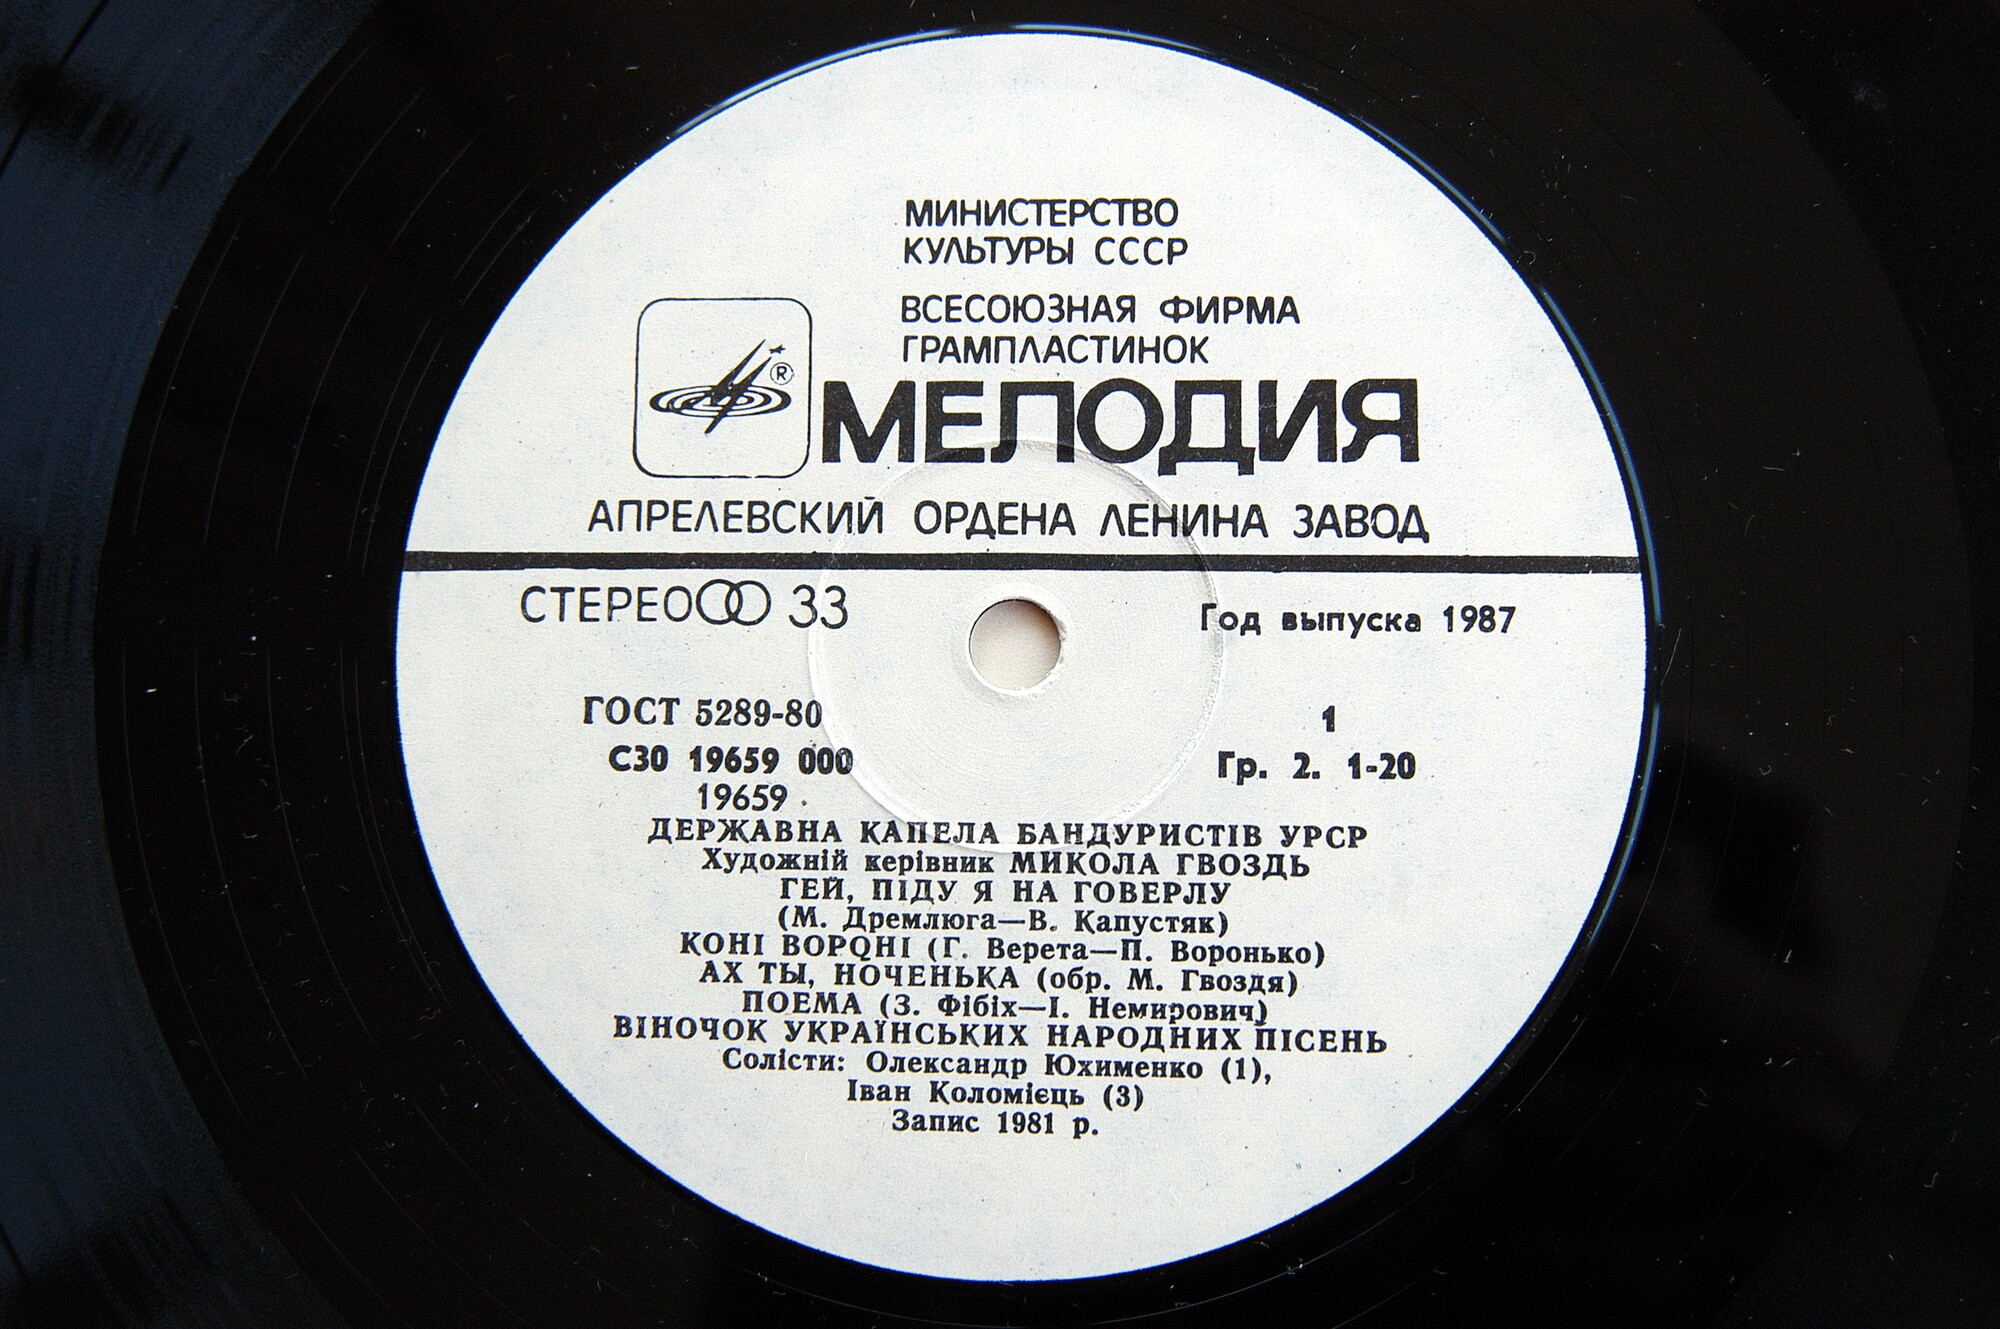 МИНИСТЕРСТВО
КУЛЬТУРЫ СССР
ВСЕСОЮЗНАЯ ФИРМА
ГРАМПЛАСТИНОК
®
МЕЛОДИЯ
АПРЕЛЕВСКИЙ ОРДЕНА ЛЕНИНА ЗАВОД
СТЕРЕО 33
Год выпуска 1987
ГОСТ 5289-80
1
С30 19659 000
Гр. 2. 1-20
19659
ДЕРЖАВНА КАПЕЛА БАНДУРИСТІВ УРСР
Художній керівник МИКОЛА ГВОЗДЬ
ГЕЙ, ПІДУ Я НА ГОВЕРЛУ
(М. Дремлюга—В. Капустяк)
КОНІ ВОРОНІ (Г. Верета—П. Воронько)
АХ ТЫ, НОЧЕНЬКА (обр. М. Гвоздя)
ПОЕМА (З. Фібіх—І. Немирович)
ВІНОЧОК УКРАЇНСЬКИХ НАРОДНИХ ПІСЕНЬ
Солісти: Олександр Юхименко (1),
Іван Коломієць (3)
Запис 1981 р.